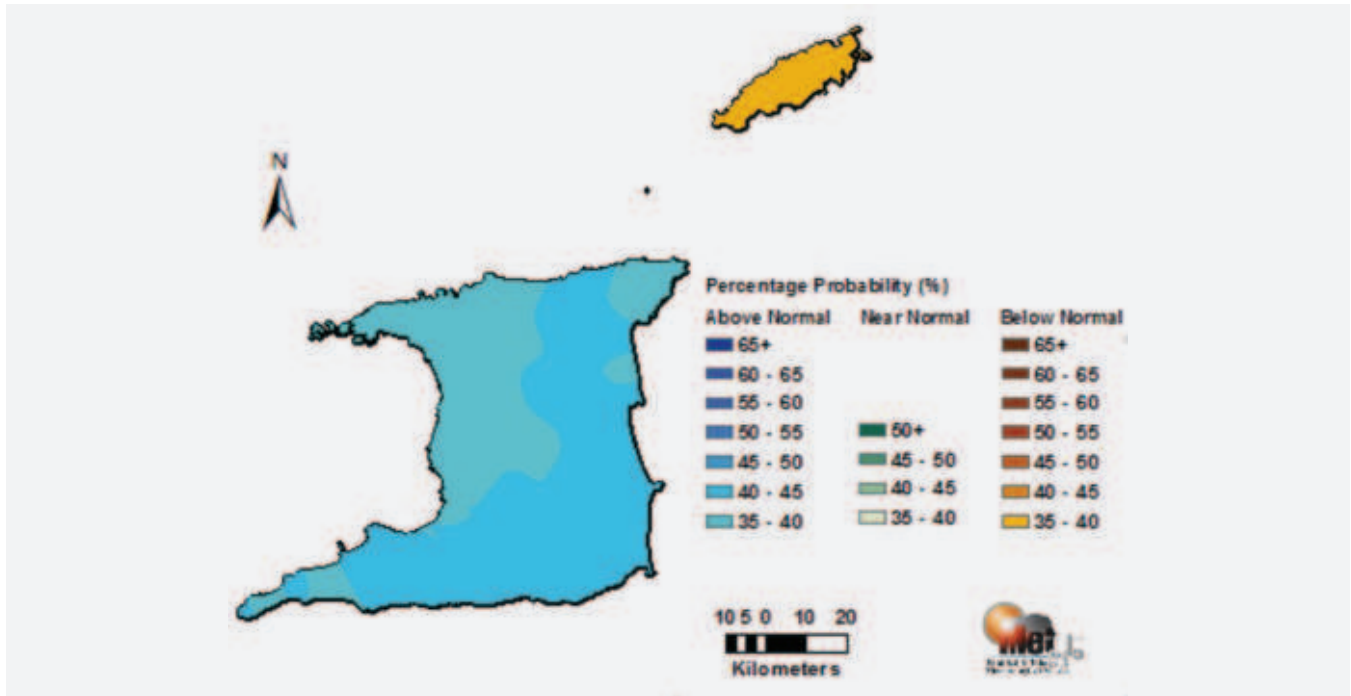 N
Percentage Probability (%)
Above Normal Near Normal Below Normal
65+ 65+
60 - 65 60 - 65
55 - 60 55 - 60
50 - 55 50+ 50 - 55
45 - 50 45 - 50 45 - 50
40 - 45 40 - 45 40 - 45
35 - 40 35 - 40 35 - 40
10 5 0 10 20
Kilometers